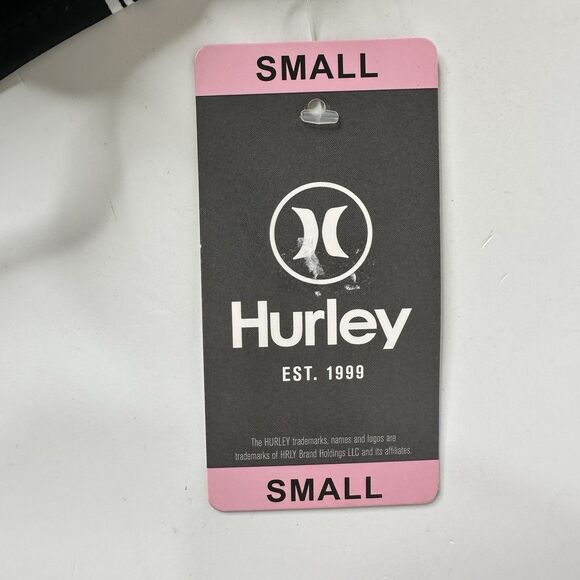 SMALL
Hurley
EST. 1999
The HURLEY trademarks, names and logos are
trademarks of HRLY Brand Holdings LLC and its affiliates.
SMALL